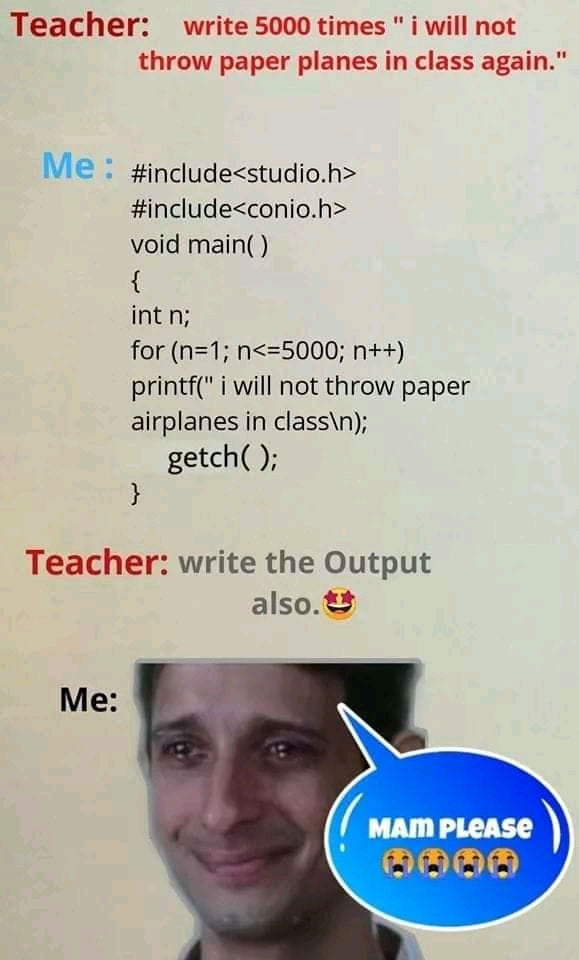 Teacher: write 5000 times " i will not
throw paper planes in class again."
Me : #include<studio.h>
#include<conio.h>
void main( )
{
int n;
for (n=1; n<=5000; n++)
printf(" i will not throw paper
airplanes in class\n);
getch( );
}
Teacher: write the Output
also.🤩
Me:
MAM PLEASE
😭😭😭😭